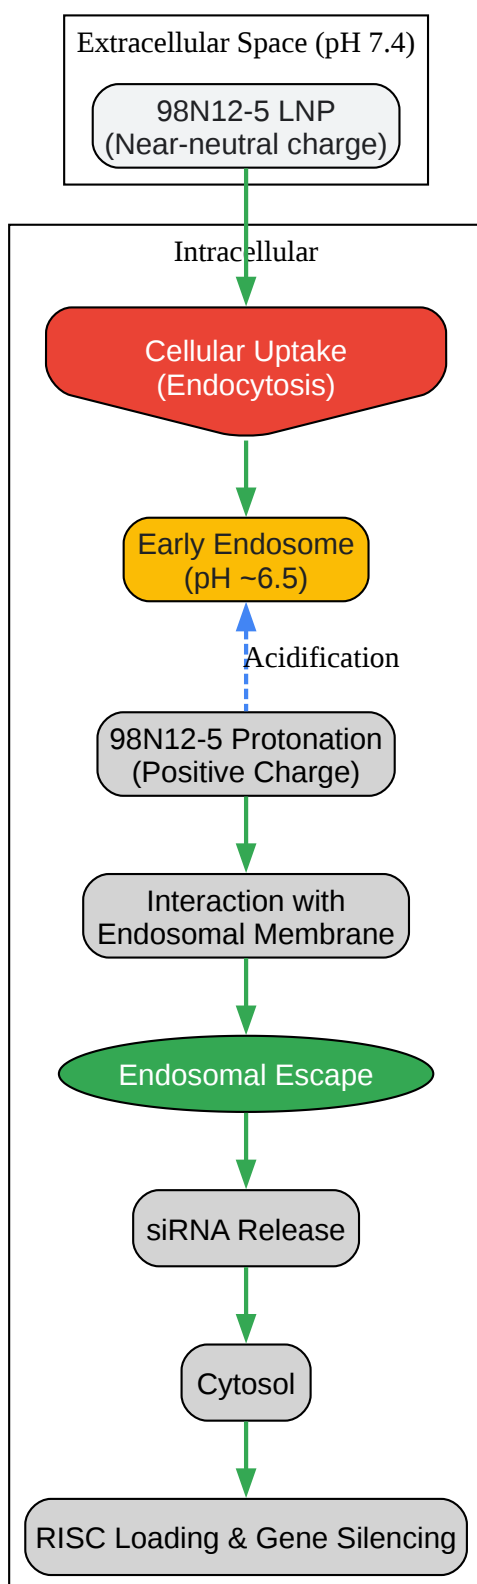 Extracellular Space (pH 7.4)
98N12-5 LNP
(Near-neutral charge)
Intracellular
Cellular Uptake
(Endocytosis)
Early Endosome
(pH ~6.5)
Acidification
98N12-5 Protonation
(Positive Charge)
Interaction with
Endosomal Membrane
Endosomal Escape
siRNA Release
Cytosol
RISC Loading & Gene Silencing